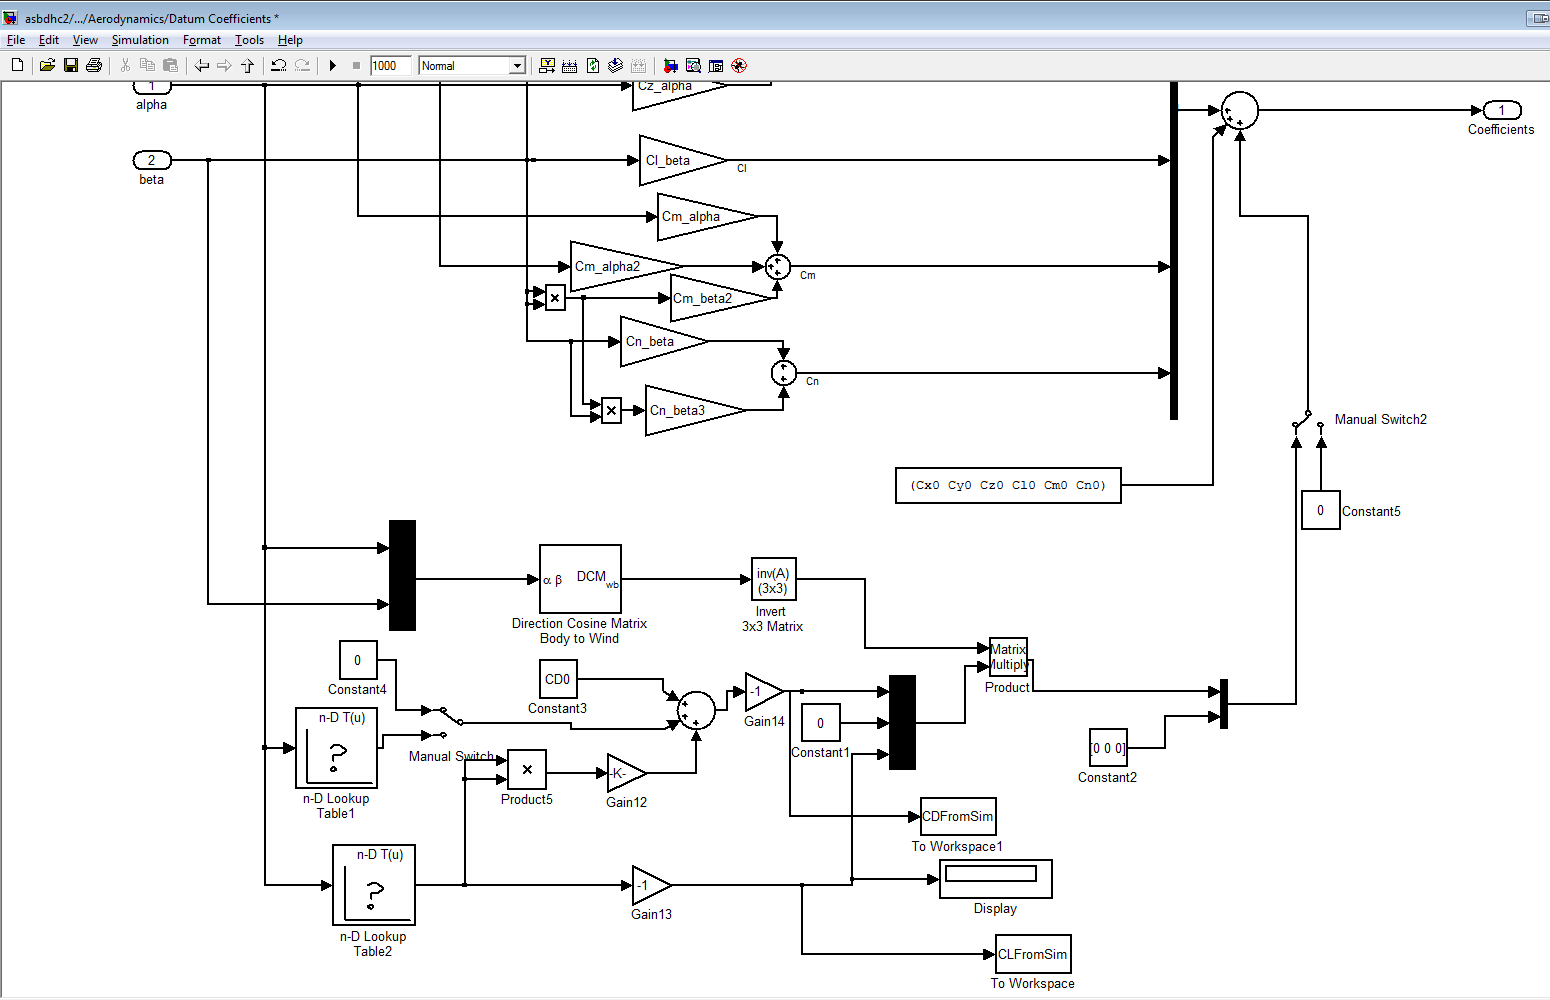 asbdhc2/.../Aerodynamics/Datum Coefficients *
File Edit View Simulation Format Tools Help
1000 Normal
1
alpha
Cz_alpha
1
Coefficients
2
beta
Cl_beta
Cl
Cm_alpha
Cm_alpha2
Cm
Cm_beta2
Cn_beta
Cn
Cn_beta3
Manual Switch2
(Cx0 Cy0 Cz0 Cl0 Cm0 Cn0)
0
Constant5
α β
DCM wb
Direction Cosine Matrix
Body to Wind
inv(A)
(3x3)
Invert
3x3 Matrix
Matrix
Multiply
Product
0
Constant4
CD0
Constant3
-1
Gain14
0
Constant1
n-D T(u)
n-D Lookup
Table1
Manual Switch
×
Product5
-K-
Gain12
[0 0 0]
Constant2
CDFromSim
To Workspace1
n-D T(u)
n-D Lookup
Table2
-1
Gain13
Display
CLFromSim
To Workspace